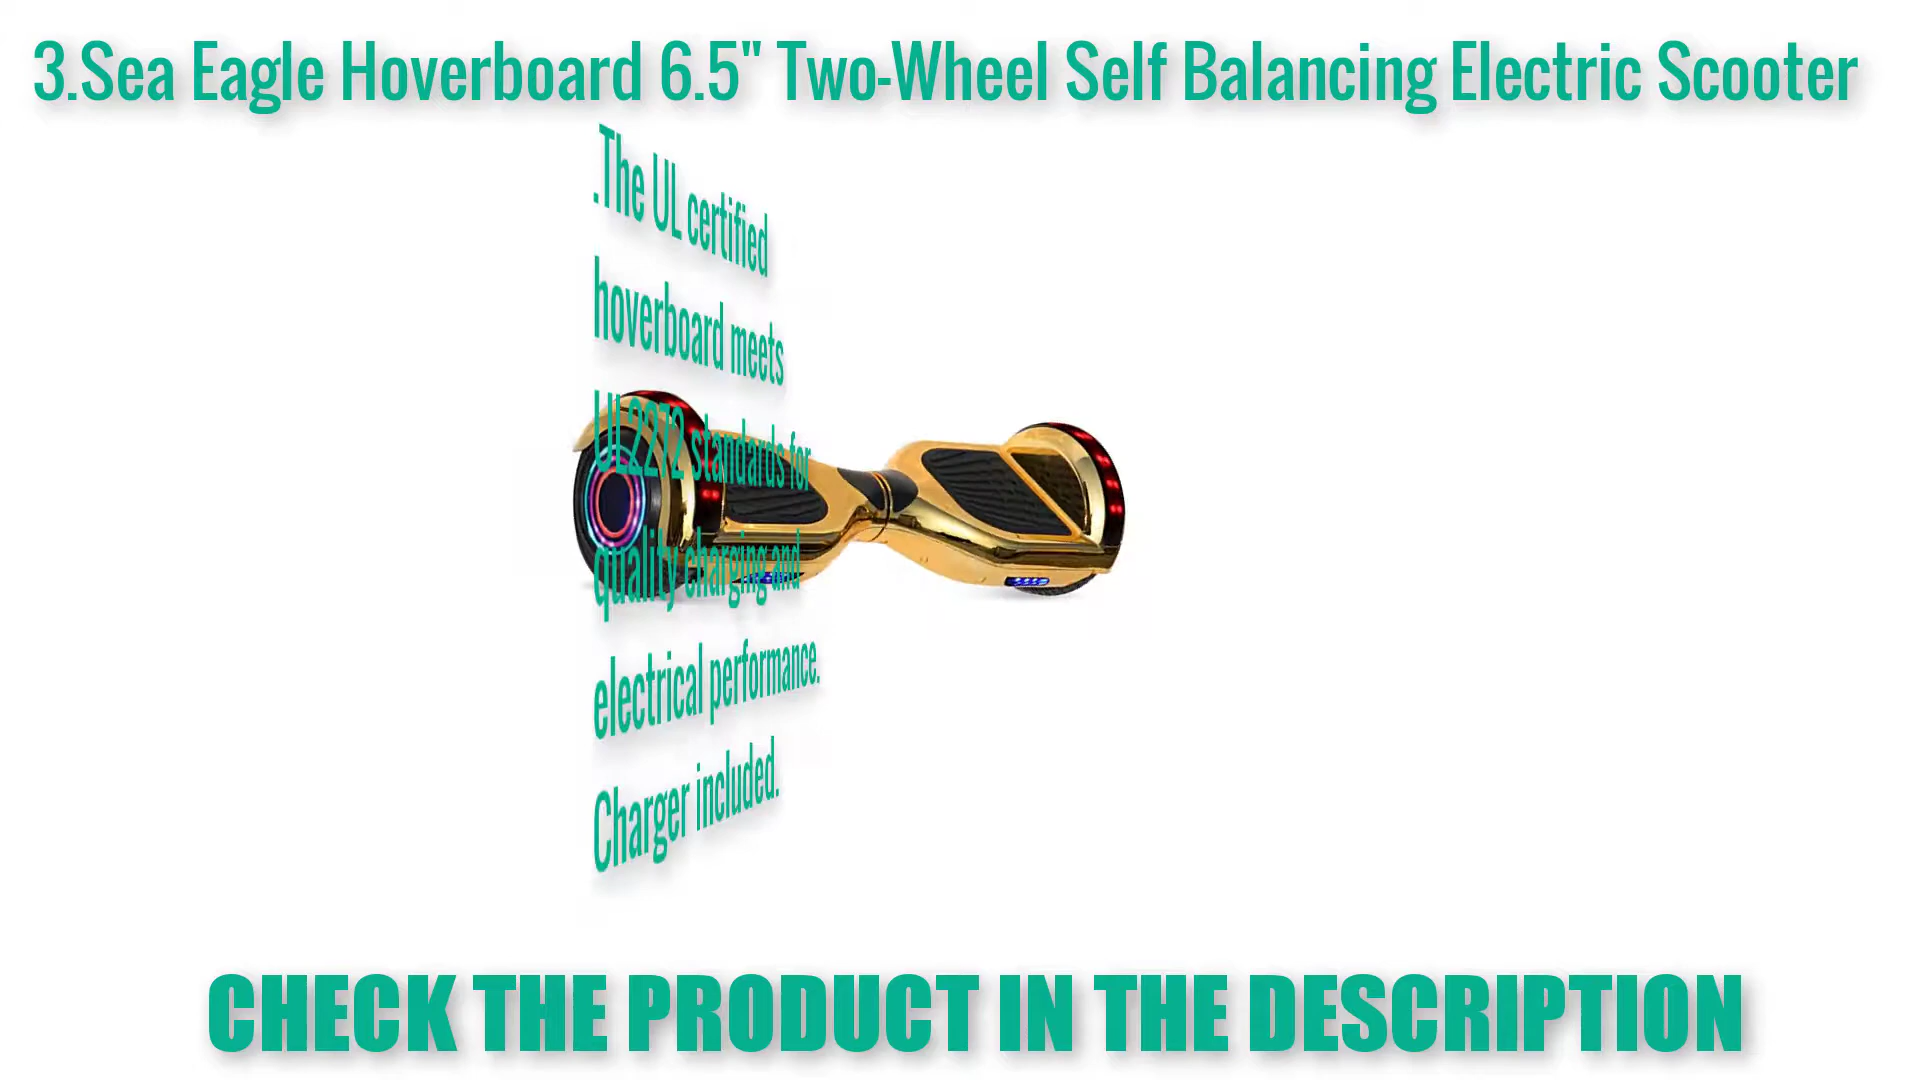 3.Sea Eagle Hoverboard 6.5" Two-Wheel Self Balancing Electric Scooter
.The UL certified
hoverboard meets
UL2272 standards for
quality charging and
electrical performance.
Charger included.
CHECK THE PRODUCT IN THE DESCRIPTION